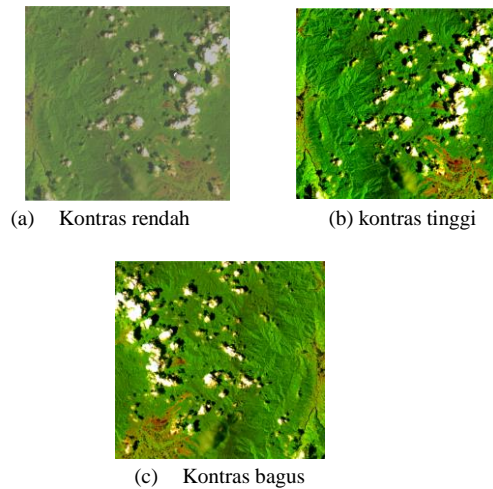 (a) Kontras rendah
(b) kontras tinggi
(c) Kontras bagus